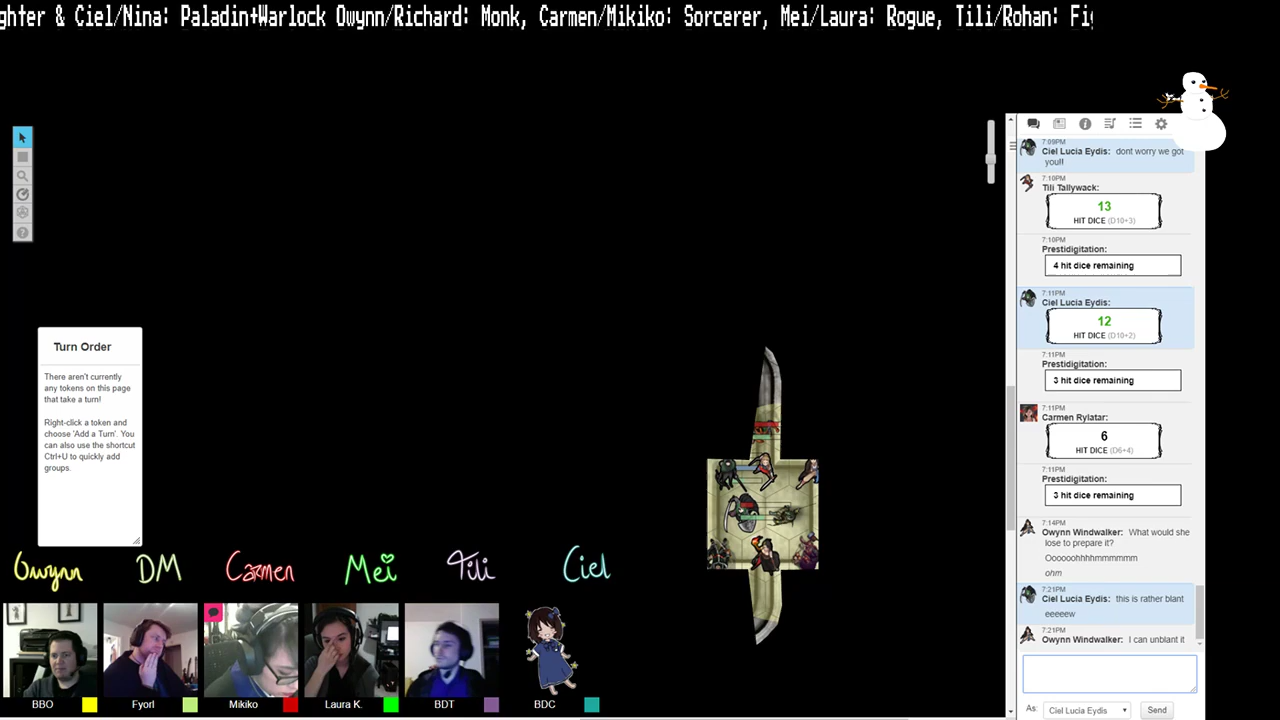 ghter & Ciel/Nina: Paladin+Warlock Owynn/Richard: Monk, Carmen/Mikiko: Sorcerer, Mei/Laura: Rogue, Tili/Rohan: Fig
7:09PM
Ciel Lucia Eydis: dont worry we got
you!!
7:10PM
Tili Tallywack:
13
HIT DICE (D10+3)
7:10PM
Prestidigitation:
4 hit dice remaining
7:11PM
Ciel Lucia Eydis:
12
HIT DICE (D10+2)
7:11PM
Prestidigitation:
3 hit dice remaining
7:11PM
Carmen Rylatar:
6
HIT DICE (D6+4)
7:11PM
Prestidigitation:
3 hit dice remaining
7:14PM
Owynn Windwalker: What would she
lose to prepare it?
Oooooohhhhmmmmmm
ohm
7:21PM
Ciel Lucia Eydis: this is rather blant
eeeeew
7:21PM
Owynn Windwalker: I can unblant it
As: Ciel Lucia Eydis Send
Turn Order
There aren't currently
any tokens on this page
that take a turn!
Right-click a token and
choose 'Add a Turn'. You
can also use the shortcut
Ctrl+U to quickly add
groups.
Owynn DM Carmen Mei Tili Ciel
BBO Fyorl Mikiko Laura K. BDT BDC